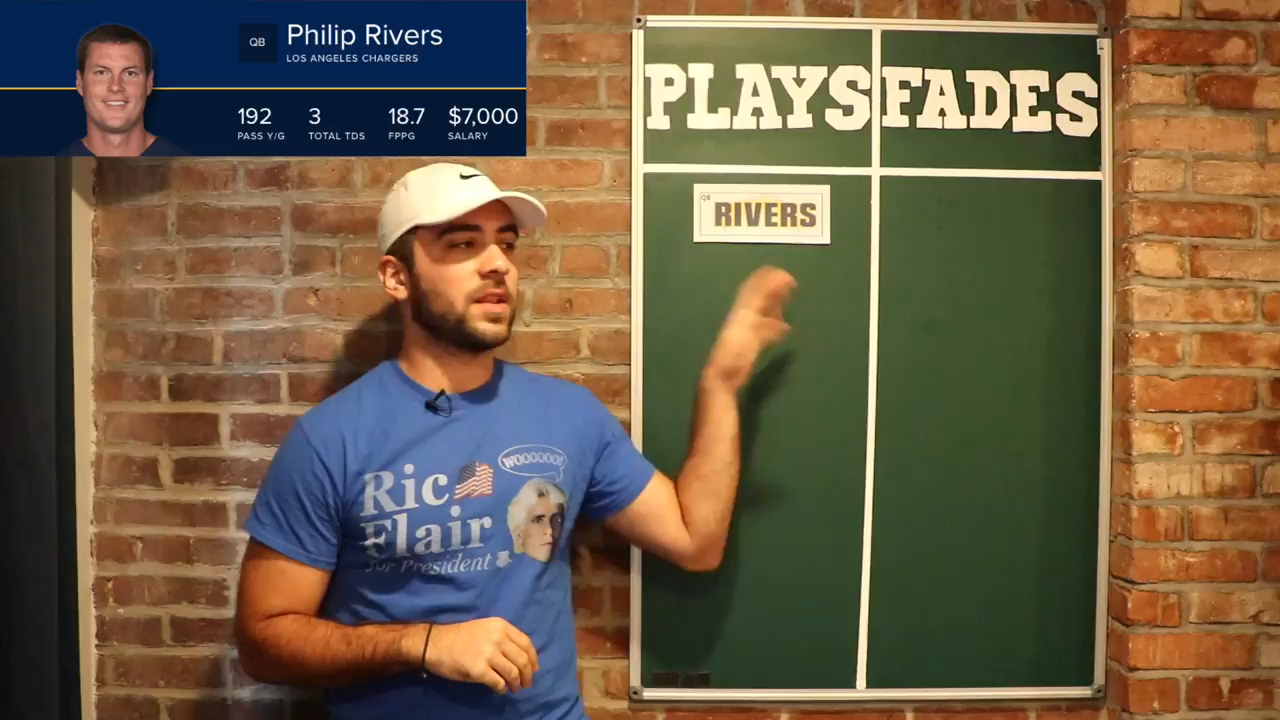 QB
Philip Rivers
LOS ANGELES CHARGERS
192
3
18.7
$7,000
PASS Y/G
TOTAL TDS
FPPG
SALARY
PLAYS
FADES
QB
RIVERS
WOOOOOO!
Ric
Flair
for President